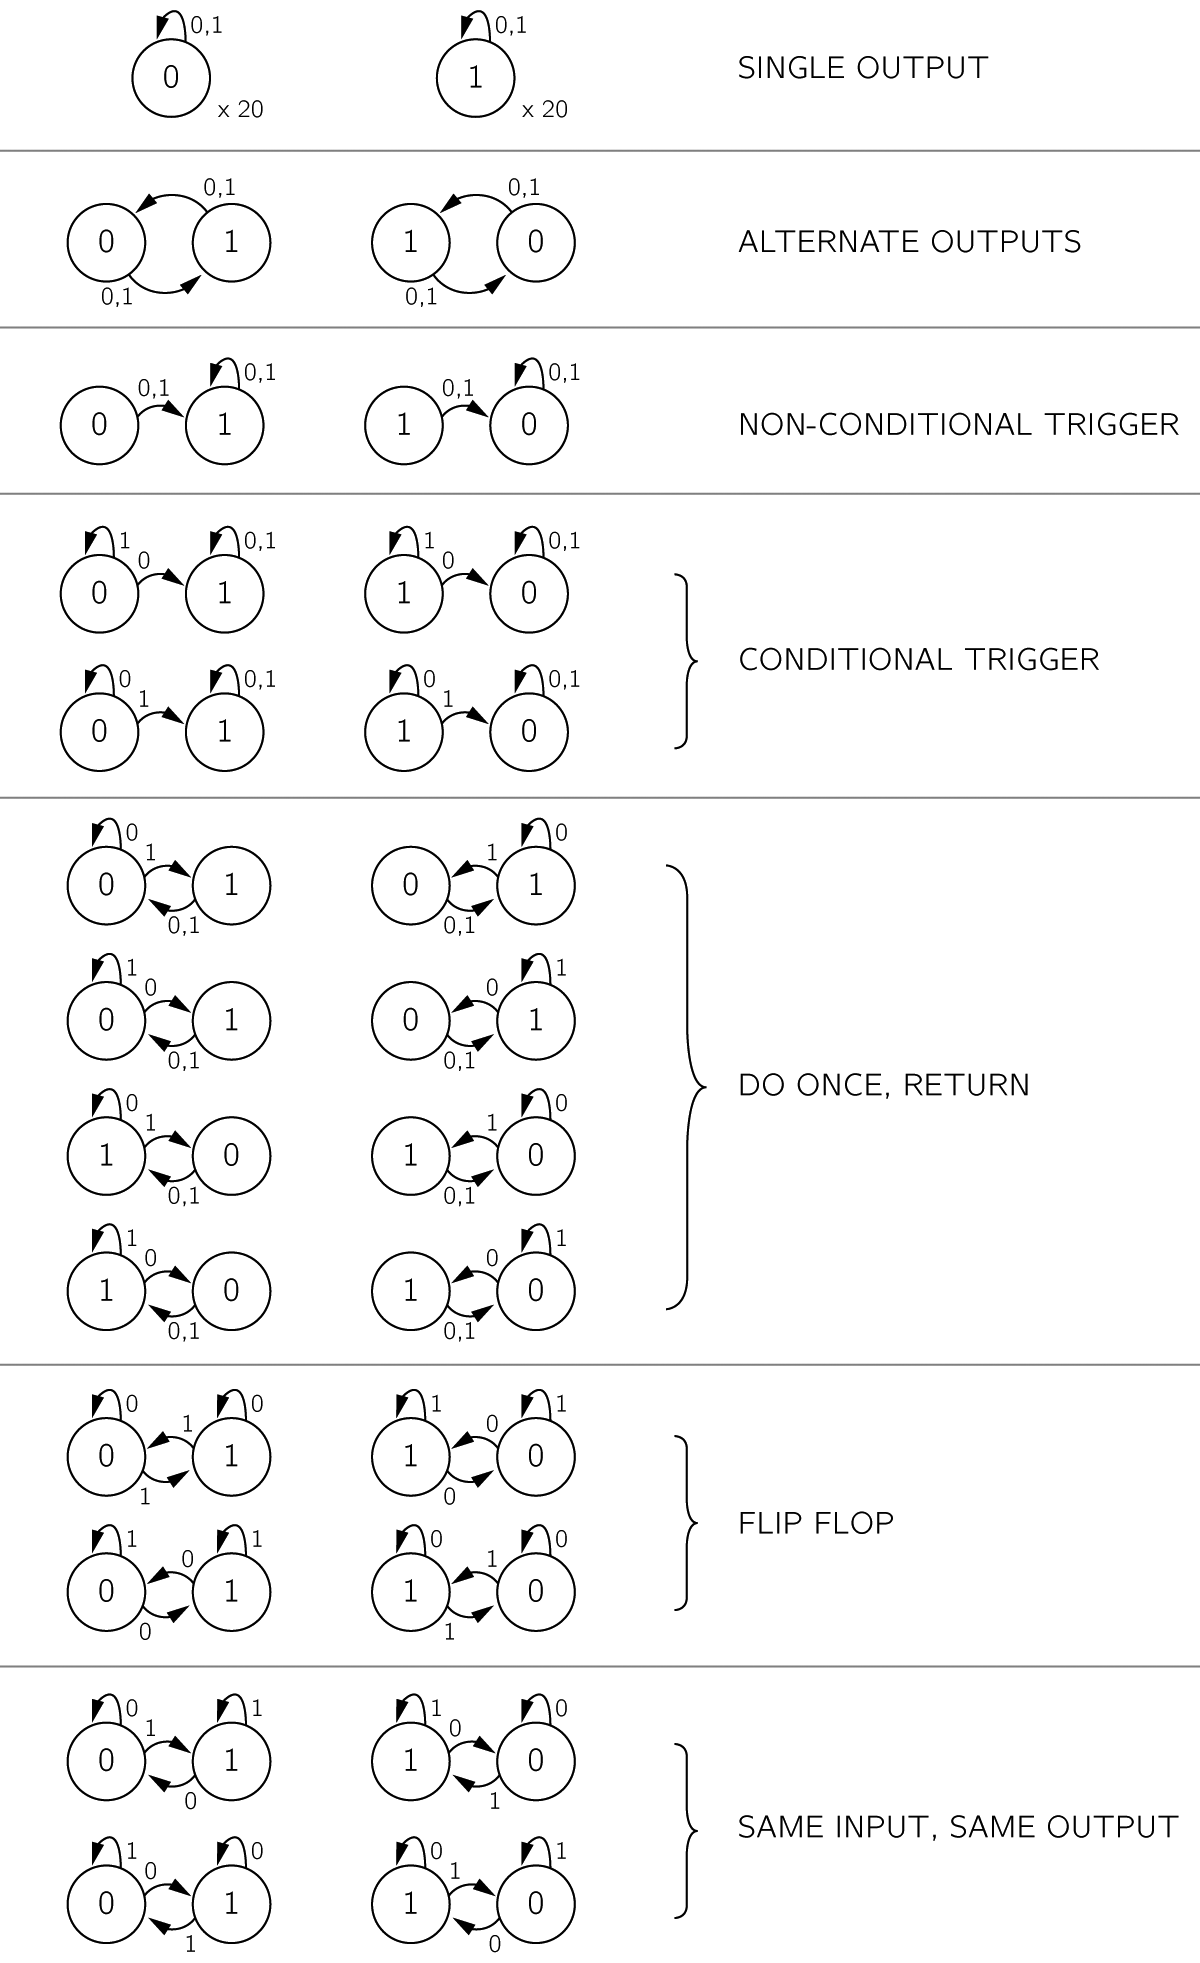 0,1 0,1
0 1 SINGLE OUTPUT
x 20 x 20
0,1 0,1
0 1 1 0 ALTERNATE OUTPUTS
0,1 0,1
0,1 0,1 0,1 0,1
0 1 1 0 NON-CONDITIONAL TRIGGER
1 0 0,1 1 0 0,1
0 1 1 0
CONDITIONAL TRIGGER
0 1 0,1 0 1 0,1
0 1 1 0
0 1 1 0
0 1 0 1
0,1 0,1
1 0 0 1
0 1 0 1
0,1 0,1
DO ONCE, RETURN
0 1 1 0
1 0 1 0
0,1 0,1
1 0 0 1
1 0 1 0
0,1 0,1
0 1 0 1 0 1
0 1 1 0
1 0
FLIP FLOP
1 0 1 0 1 0
0 1 1 0
0 1
0 1 1 1 0 0
0 1 1 0
0 1
SAME INPUT, SAME OUTPUT
1 0 0 0 1 1
0 1 1 0
1 0